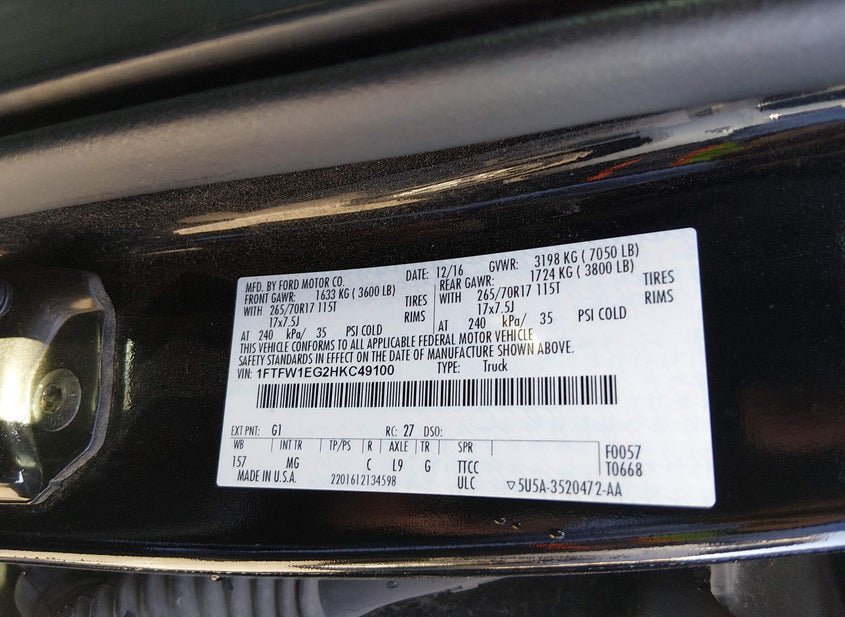 MFD. BY FORD MOTOR CO. DATE: 12/16 GVWR: 3198 KG ( 7050 LB)
FRONT GAWR: 1633 KG ( 3600 LB) REAR GAWR: 1724 KG ( 3800 LB)
WITH 265/70R17 115T TIRES WITH 265/70R17 115T TIRES
17x7.5J RIMS 17x7.5J RIMS
AT 240 kPa/ 35 PSI COLD AT 240 kPa/ 35 PSI COLD
THIS VEHICLE CONFORMS TO ALL APPLICABLE FEDERAL MOTOR VEHICLE
SAFETY STANDARDS IN EFFECT ON THE DATE OF MANUFACTURE SHOWN ABOVE.
VIN: 1FTFW1EG2HKC49100 TYPE: Truck
EXT PNT: G1 RC: 27 DSO:
WB INT TR TP/PS R AXLE TR SPR F0057
157 MG C L9 G TTCC T0668
MADE IN U.S.A. 2201612134598 ULC ▽5U5A-3520472-AA